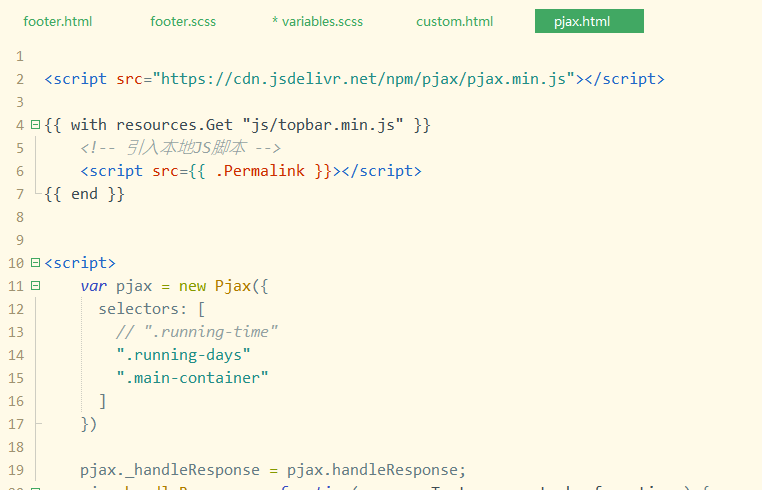 footer.html footer.scss * variables.scss custom.html pjax.html
1
2 <script src="https://cdn.jsdelivr.net/npm/pjax/pjax.min.js"></script>
3
4 {{ with resources.Get "js/topbar.min.js" }}
5 <!-- 引入本地JS脚本 -->
6 <script src={{ .Permalink }}></script>
7 {{ end }}
8
9
10 <script>
11 var pjax = new Pjax({
12 selectors: [
13 // ".running-time"
14 ".running-days"
15 ".main-container"
16 ]
17 })
18
19 pjax._handleResponse = pjax.handleResponse;